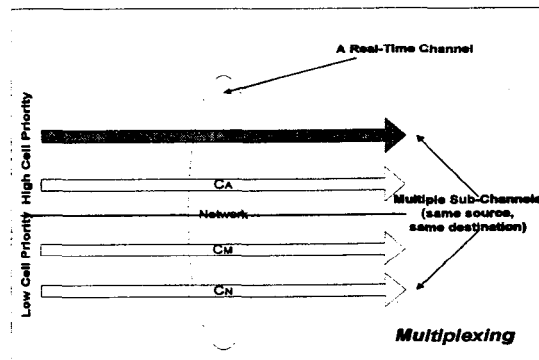 A Real-Time Channel
High Cell Priority
Low Cell Priority
CA
Network
CM
CN
Multiple Sub-Channels
(same source,
same destination)
Multiplexing